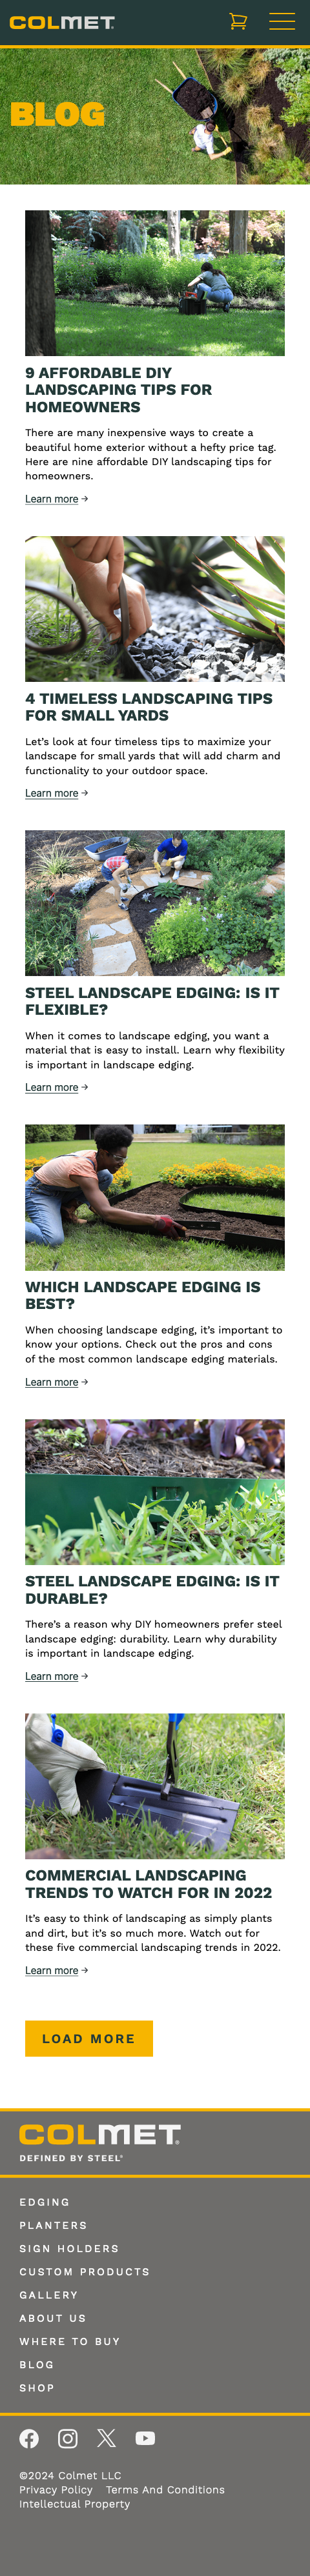 COLMET
BLOG
9 AFFORDABLE DIY
LANDSCAPING TIPS FOR
HOMEOWNERS
There are many inexpensive ways to create a
beautiful home exterior without a hefty price tag.
Here are nine affordable DIY landscaping tips for
homeowners.
Learn more →
4 TIMELESS LANDSCAPING TIPS
FOR SMALL YARDS
Let’s look at four timeless tips to maximize your
landscape for small yards that will add charm and
functionality to your outdoor space.
Learn more →
STEEL LANDSCAPE EDGING: IS IT
FLEXIBLE?
When it comes to landscape edging, you want a
material that is easy to install. Learn why flexibility
is important in landscape edging.
Learn more →
WHICH LANDSCAPE EDGING IS
BEST?
When choosing landscape edging, it’s important to
know your options. Check out the pros and cons
of the most common landscape edging materials.
Learn more →
STEEL LANDSCAPE EDGING: IS IT
DURABLE?
There’s a reason why DIY homeowners prefer steel
landscape edging: durability. Learn why durability
is important in landscape edging.
Learn more →
COMMERCIAL LANDSCAPING
TRENDS TO WATCH FOR IN 2022
It’s easy to think of landscaping as simply plants
and dirt, but it’s so much more. Watch out for
these five commercial landscaping trends in 2022.
Learn more →
LOAD MORE
COLMET®
DEFINED BY STEEL®
EDGING
PLANTERS
SIGN HOLDERS
CUSTOM PRODUCTS
GALLERY
ABOUT US
WHERE TO BUY
BLOG
SHOP
©2024 Colmet LLC
Privacy Policy Terms And Conditions
Intellectual Property